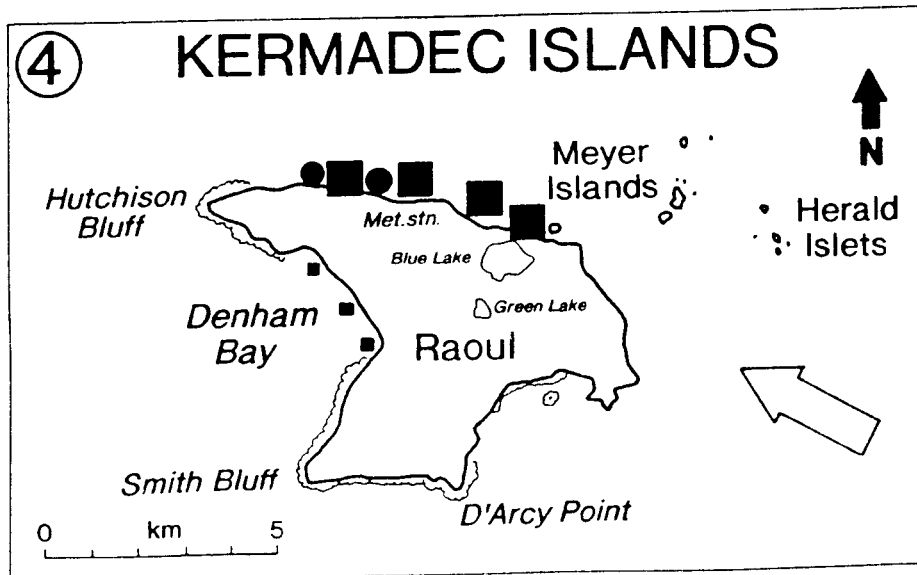 4
KERMADEC ISLANDS
N
Meyer
Islands
Herald
Islets
Hutchison
Bluff
Met.stn.
Blue Lake
Green Lake
Denham
Bay
Raoul
Smith Bluff
D'Arcy Point
0 km 5